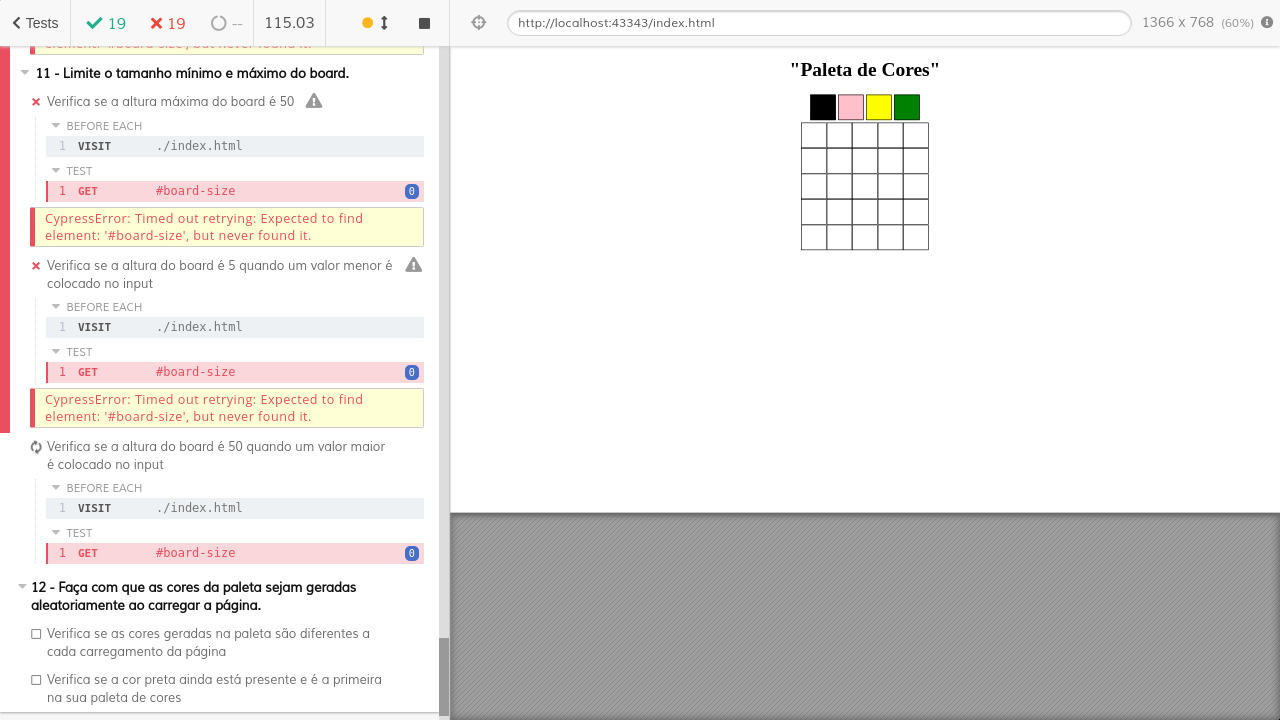 Tests 19 19 -- 115.03
http://localhost:43343/index.html 1366 x 768 (60%)
element: '#board-size', but never found it.
11 - Limite o tamanho mínimo e máximo do board.
Verifica se a altura máxima do board é 50
BEFORE EACH
1 VISIT ./index.html
TEST
1 GET #board-size 0
CypressError: Timed out retrying: Expected to find
element: '#board-size', but never found it.
Verifica se a altura do board é 5 quando um valor menor é
colocado no input
BEFORE EACH
1 VISIT ./index.html
TEST
1 GET #board-size 0
CypressError: Timed out retrying: Expected to find
element: '#board-size', but never found it.
Verifica se a altura do board é 50 quando um valor maior
é colocado no input
BEFORE EACH
1 VISIT ./index.html
TEST
1 GET #board-size 0
12 - Faça com que as cores da paleta sejam geradas
aleatoriamente ao carregar a página.
Verifica se as cores geradas na paleta são diferentes a
cada carregamento da página
Verifica se a cor preta ainda está presente e é a primeira
na sua paleta de cores
"Paleta de Cores"